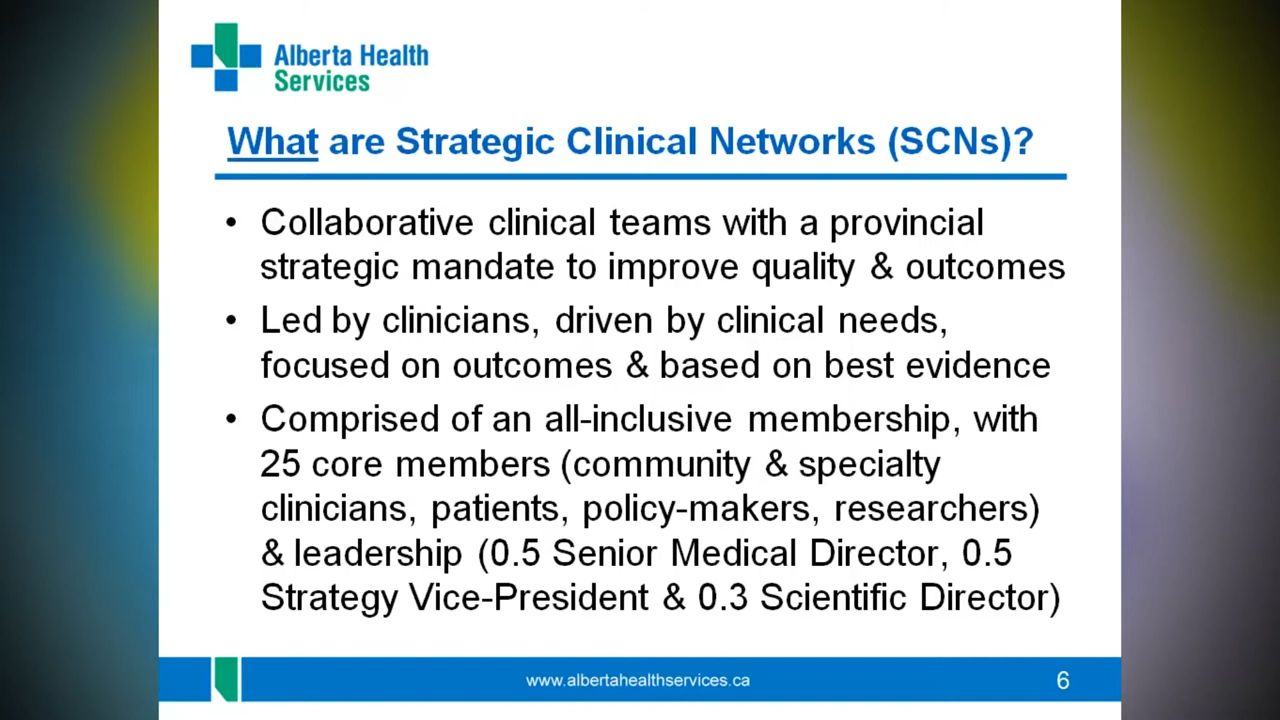 Alberta Health
Services
What are Strategic Clinical Networks (SCNs)?
• Collaborative clinical teams with a provincial
strategic mandate to improve quality & outcomes
• Led by clinicians, driven by clinical needs,
focused on outcomes & based on best evidence
• Comprised of an all-inclusive membership, with
25 core members (community & specialty
clinicians, patients, policy-makers, researchers)
& leadership (0.5 Senior Medical Director, 0.5
Strategy Vice-President & 0.3 Scientific Director)
www.albertahealthservices.ca
6